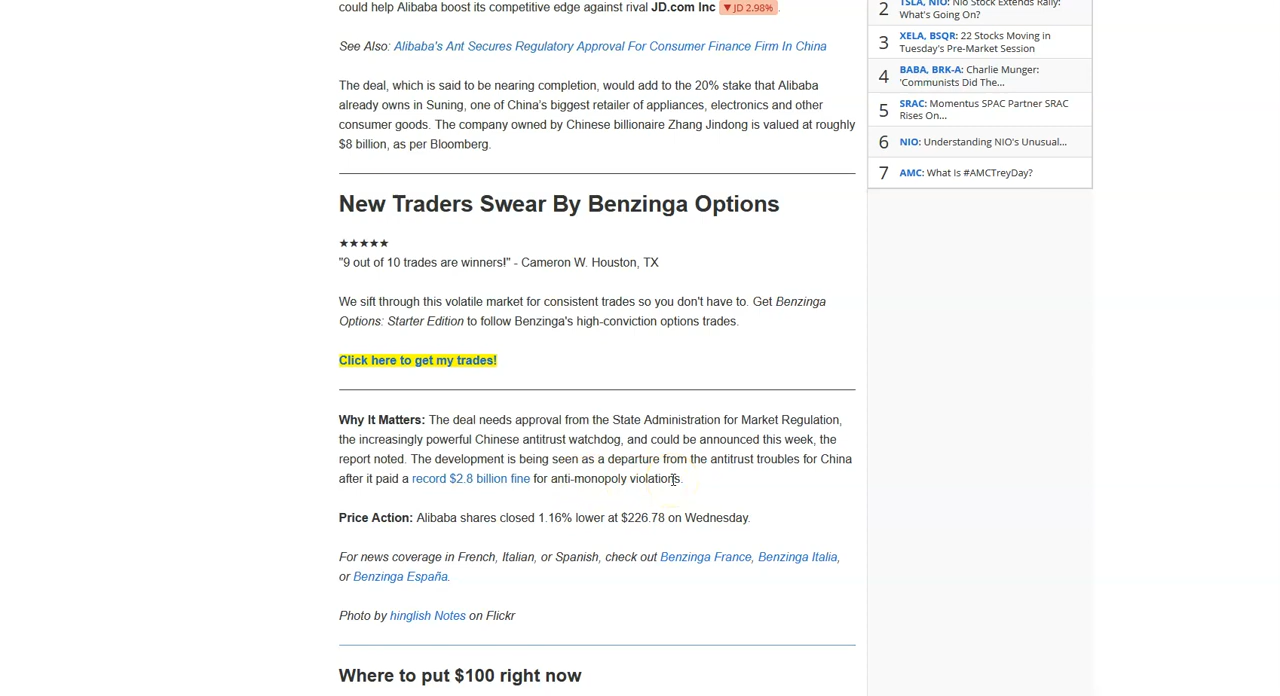 could help Alibaba boost its competitive edge against rival JD.com Inc ▼JD 2.98% .
See Also: Alibaba's Ant Secures Regulatory Approval For Consumer Finance Firm In China
The deal, which is said to be nearing completion, would add to the 20% stake that Alibaba
already owns in Suning, one of China's biggest retailer of appliances, electronics and other
consumer goods. The company owned by Chinese billionaire Zhang Jindong is valued at roughly
$8 billion, as per Bloomberg.
New Traders Swear By Benzinga Options
★★★★★
"9 out of 10 trades are winners!" - Cameron W. Houston, TX
We sift through this volatile market for consistent trades so you don't have to. Get Benzinga
Options: Starter Edition to follow Benzinga's high-conviction options trades.
Click here to get my trades!
Why It Matters: The deal needs approval from the State Administration for Market Regulation,
the increasingly powerful Chinese antitrust watchdog, and could be announced this week, the
report noted. The development is being seen as a departure from the antitrust troubles for China
after it paid a record $2.8 billion fine for anti-monopoly violations.
Price Action: Alibaba shares closed 1.16% lower at $226.78 on Wednesday.
For news coverage in French, Italian, or Spanish, check out Benzinga France, Benzinga Italia,
or Benzinga España.
Photo by hinglish Notes on Flickr
Where to put $100 right now
2 TSLA, NIO: Nio Stock Extends Rally:
What's Going On?
3 XELA, BSQR: 22 Stocks Moving in
Tuesday's Pre-Market Session
4 BABA, BRK-A: Charlie Munger:
'Communists Did The...
5 SRAC: Momentus SPAC Partner SRAC
Rises On...
6 NIO: Understanding NIO's Unusual...
7 AMC: What is #AMCTreyDay?